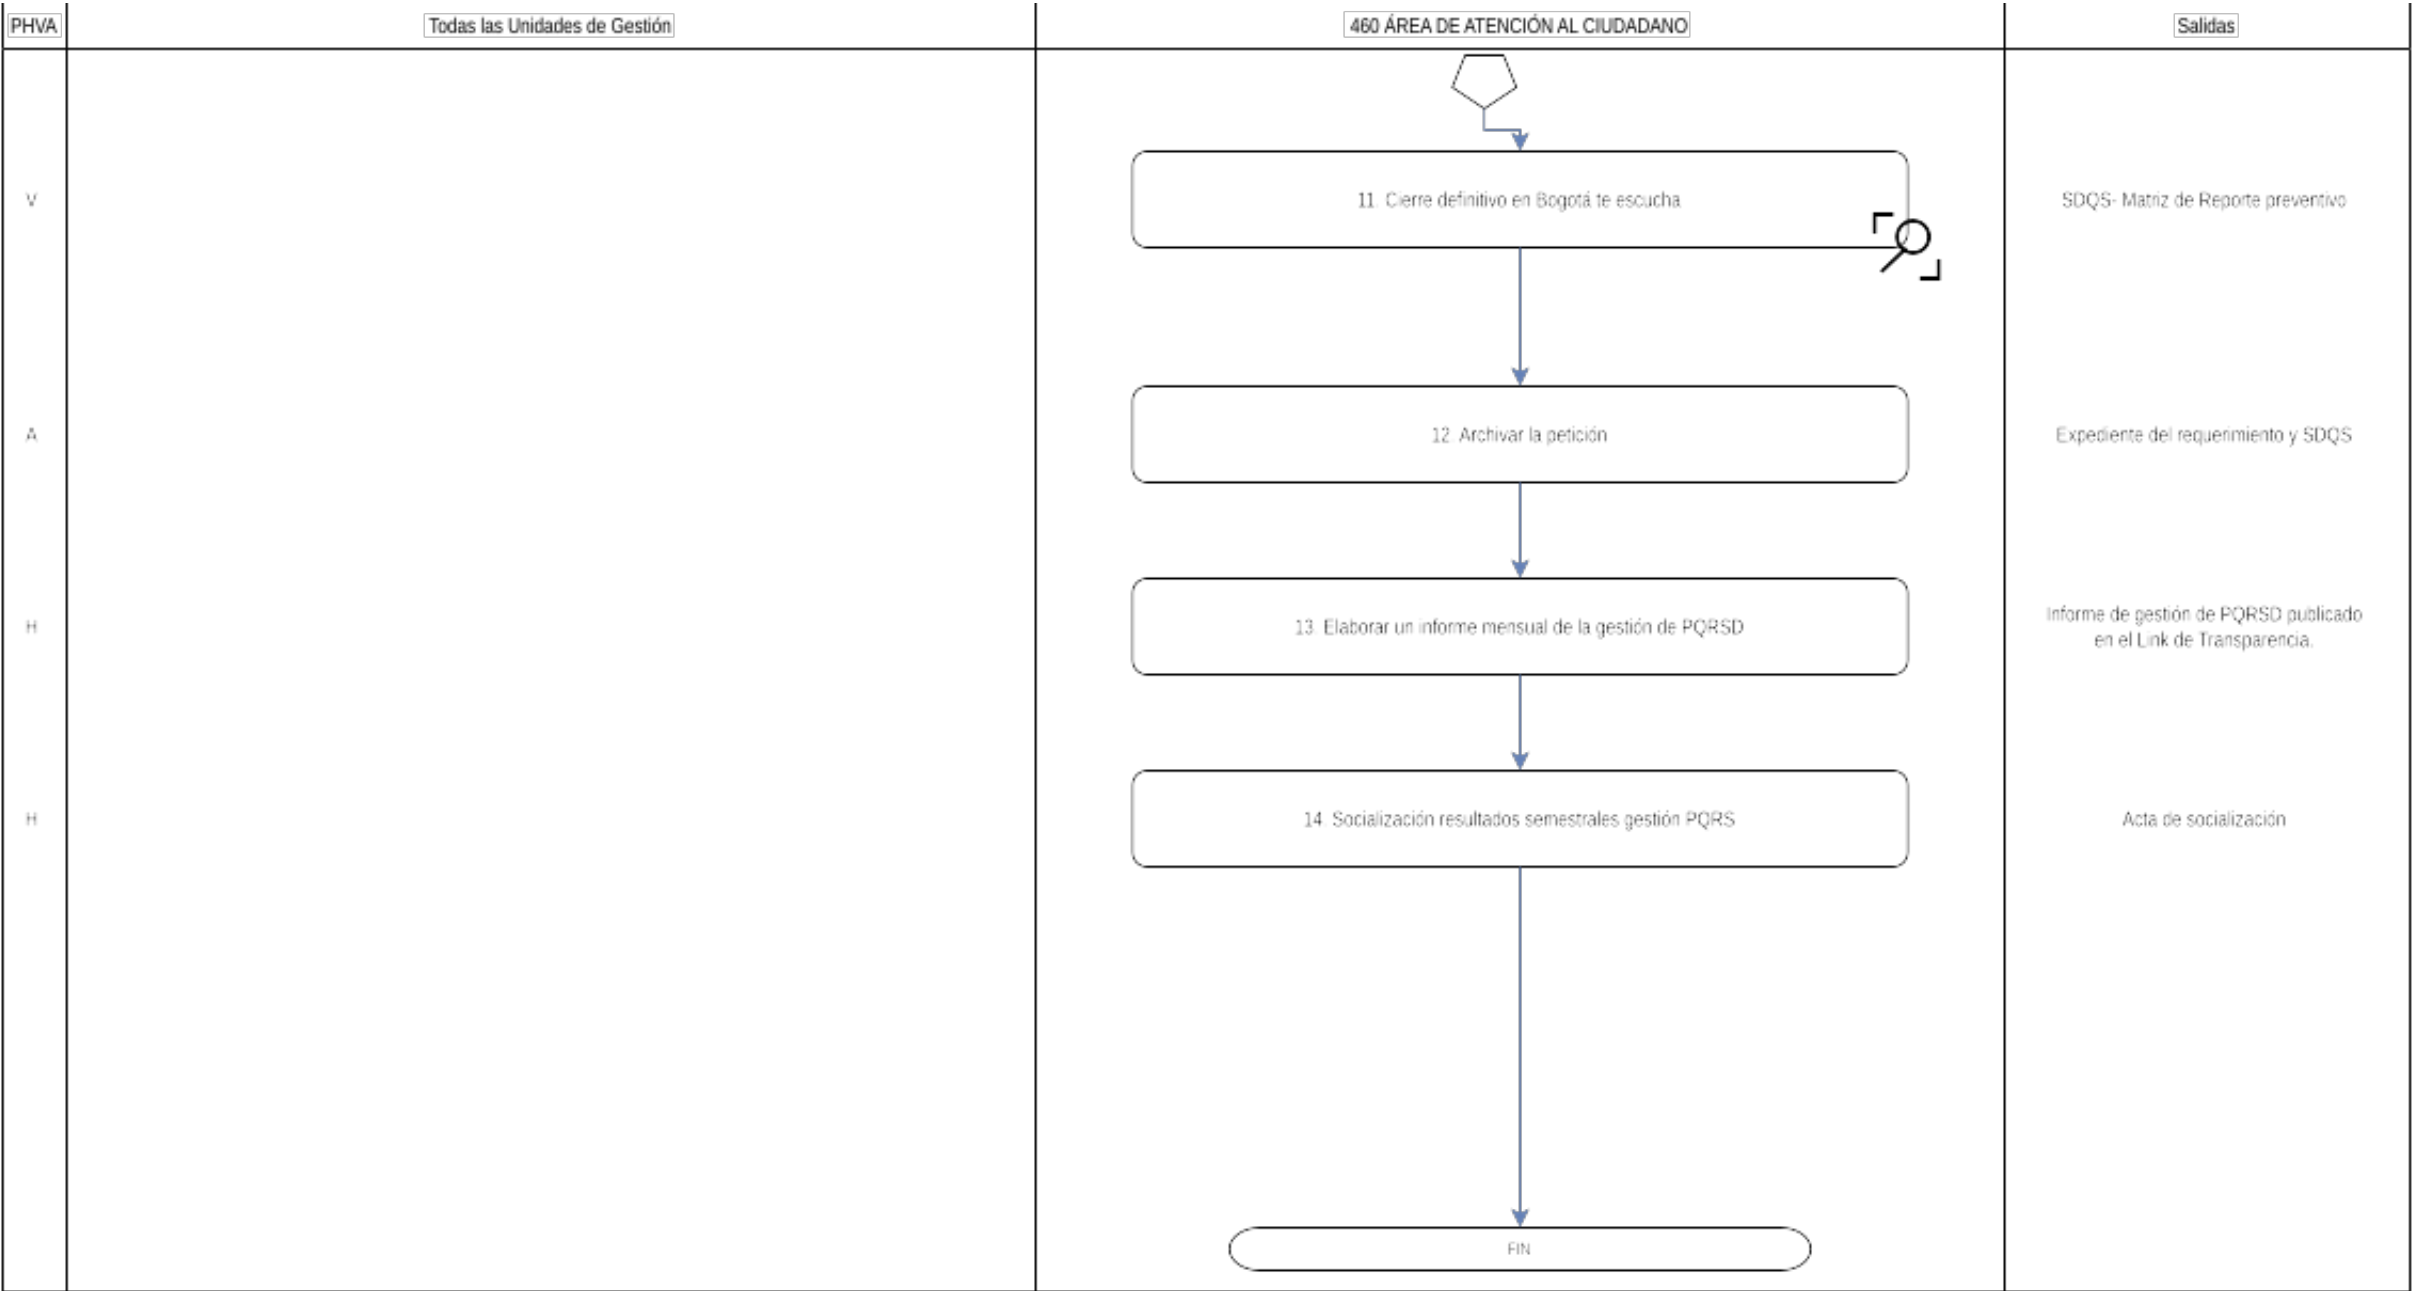 PHVA
Todas las Unidades de Gestión
460 ÁREA DE ATENCIÓN AL CIUDADANO
Salidas
V
11. Cierre definitivo en Bogotá te escucha
SDQS- Matriz de Reporte preventivo
A
12. Archivar la petición
Expediente del requerimiento y SDQS
H
13. Elaborar un informe mensual de la gestión de PQRSD
Informe de gestión de PQRSD publicado
en el Link de Transparencia.
H
14. Socialización resultados semestrales gestión PQRS
Acta de socialización
FIN